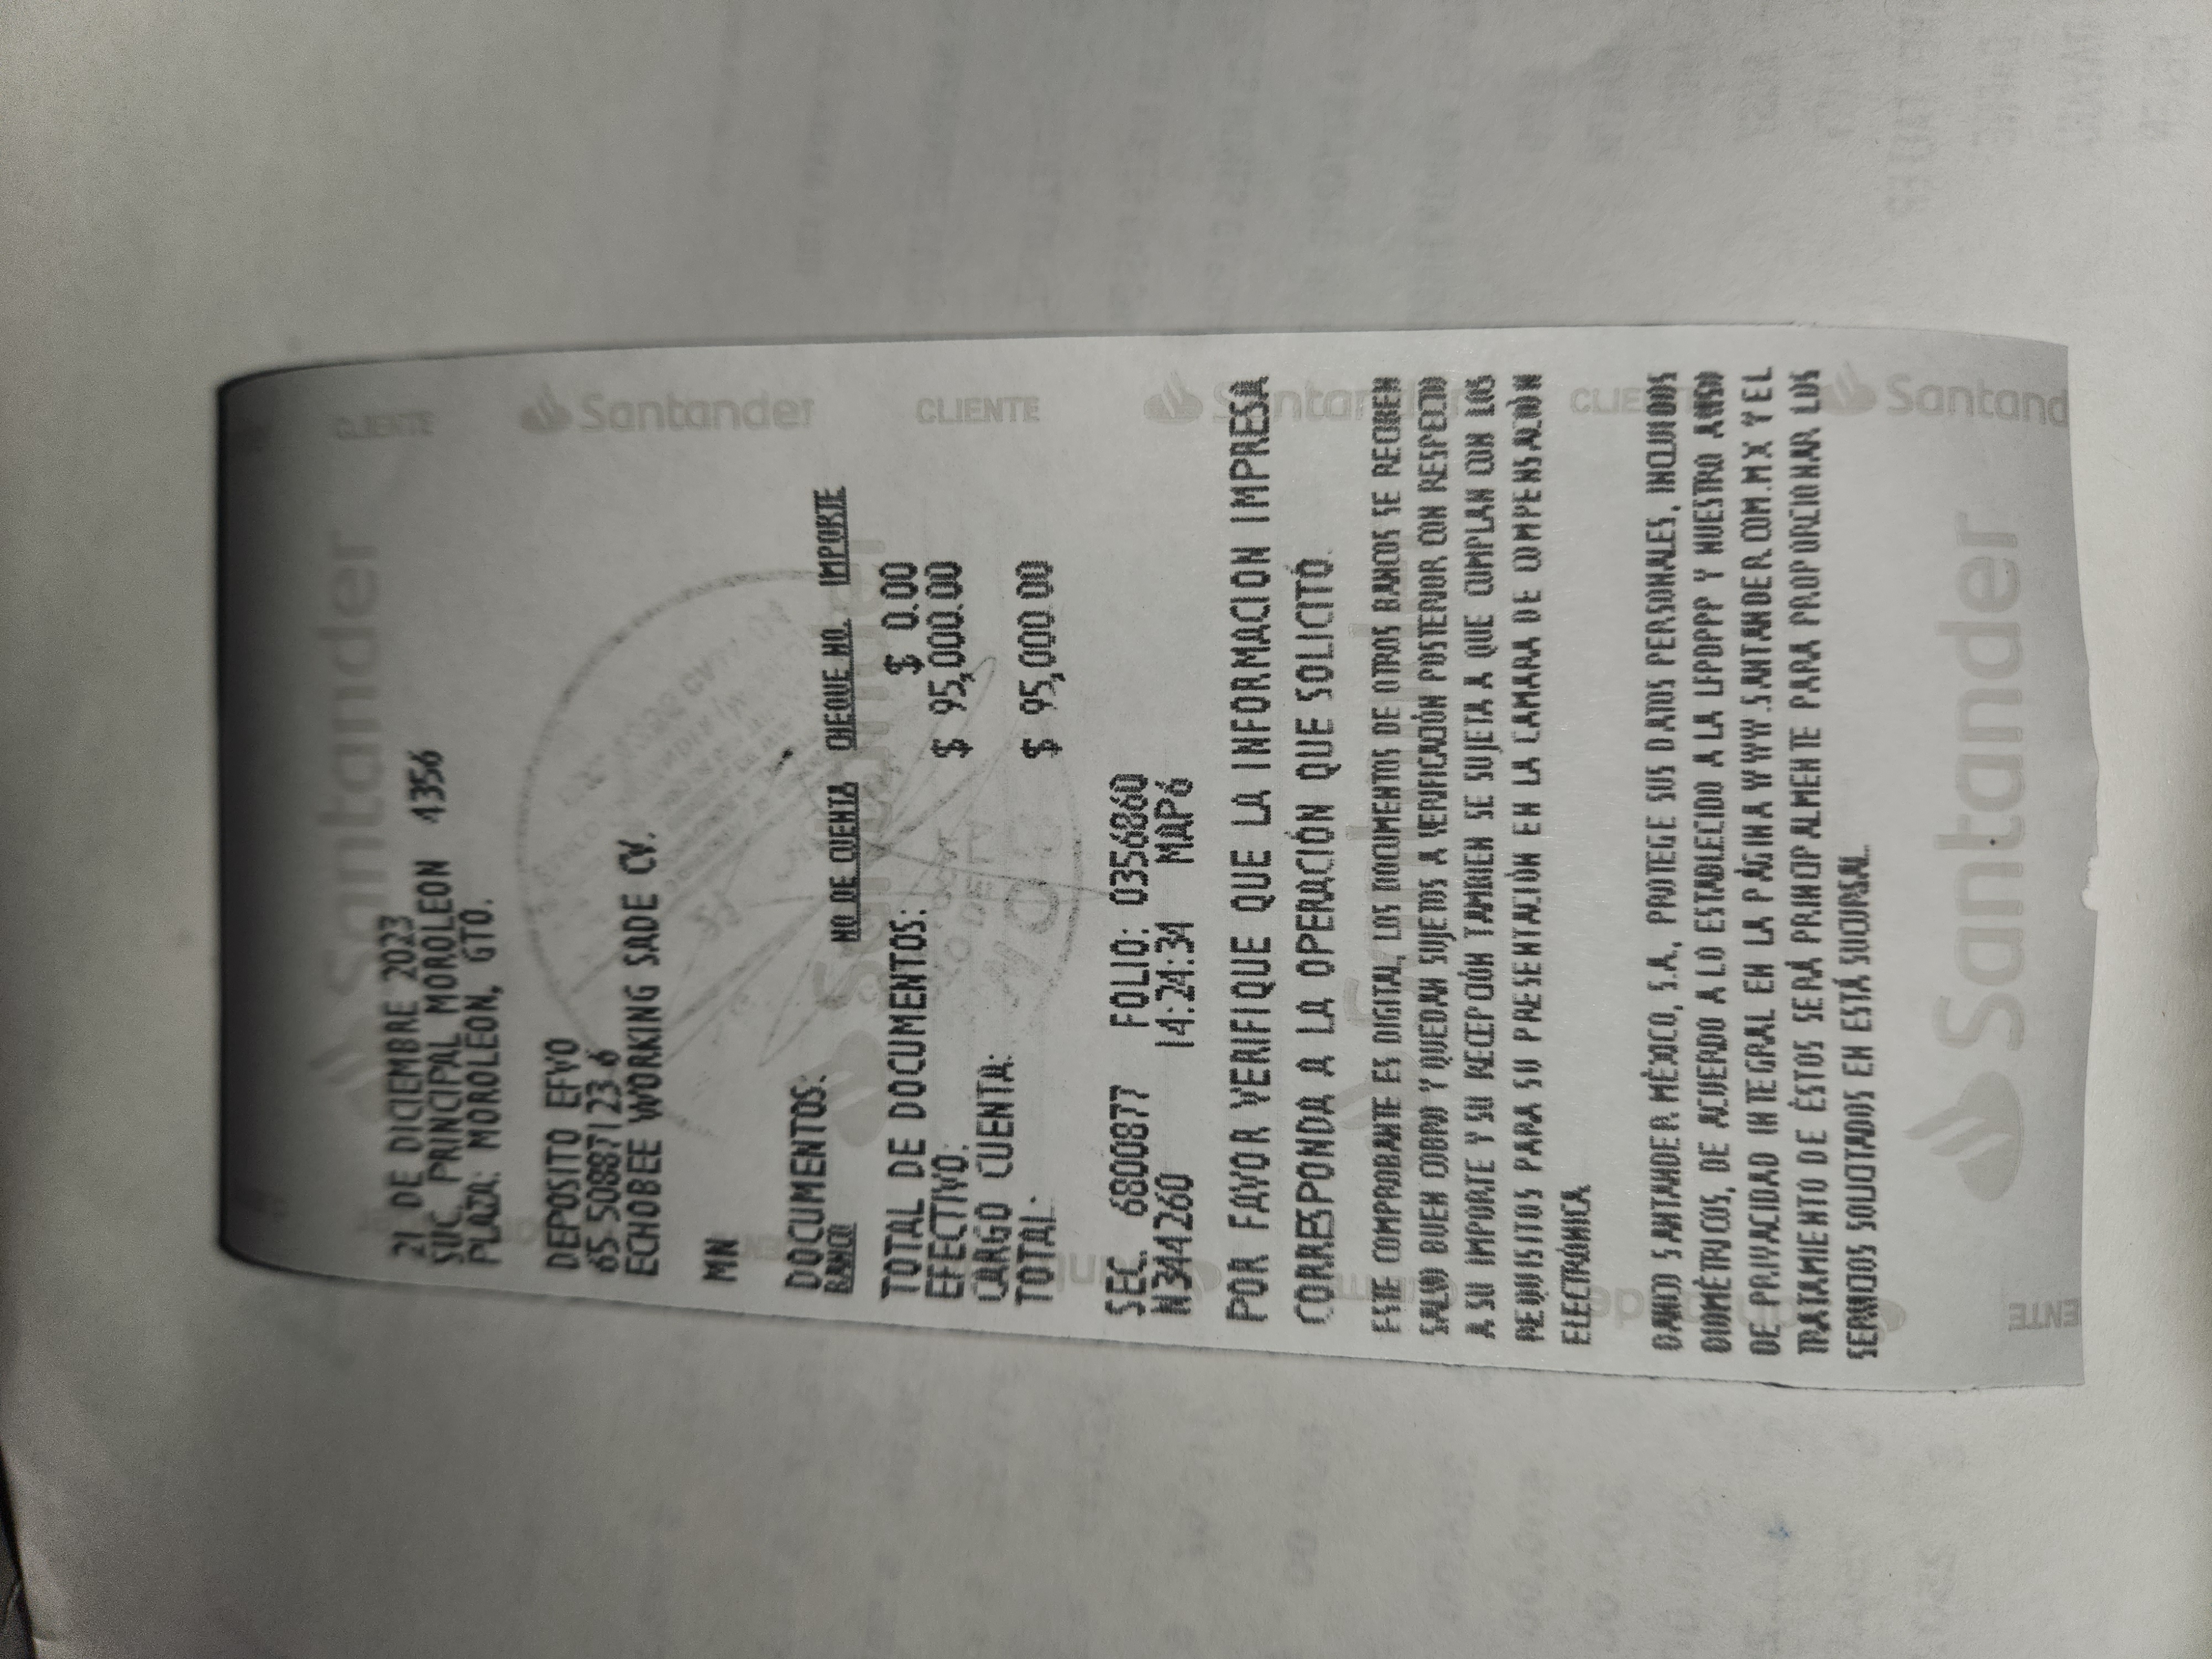 Santander
21 DE DICIEMBRE 2023
SUC. PRINCIPAL MOROLEON 4356
PLAZA: MOROLEON, GTO.
DEPOSITO EFVO
65-50887123-6
ECHOBEE WORKING SADE CV.
MN
DOCUMENTOS:
BANCO NO DE CUENTA CHEQUE NO. IMPORTE
TOTAL DE DOCUMENTOS: $ 0.00
EFECTIVO: $ 95,000.00
CARGO CUENTA:
TOTAL: $ 95,000.00
SEC. 6800877 FOLIO: 0356860
N344260 14:24:34 MAP6
POR FAVOR VERIFIQUE QUE LA INFORMACION IMPRESA
CORRESPONDA A LA OPERACIÓN QUE SOLICITÓ.
ESTE COMPROBANTE ES DIGITAL, LOS DOCUMENTOS DE OTROS BANCOS SE RECIBEN
SALVO BUEN COBRO Y QUEDAN SUJETOS A VERIFICACIÓN POSTERIOR CON RESPECTO
A SU IMPORTE Y SU RECEPCIÓN TAMBIEN SE SUJETA A QUE CUMPLAN CON LOS
REQUISITOS PARA SU PRESENTACIÓN EN LA CAMARA DE COMPENSACIÓN
ELECTRÓNICA
BANCO SANTANDER MÉXICO, S.A. PROTEGE SUS DATOS PERSONALES, INCLUIDOS
BIOMÉTRICOS, DE ACUERDO A LO ESTABLECIDO A LA LFPDPPP Y NUESTRO AVISO
DE PRIVACIDAD INTEGRAL EN LA PÁGINA WWW.SANTANDER.COM.MX Y EL
TRATAMIENTO DE ÉSTOS SERÁ PRINCIPALMENTE PARA PROPORCIONAR LOS
SERVICIOS SOLICITADOS EN ESTÁ SUCURSAL.
Santander
CLIENTE
Santander
CLIENTE
Santander
CLIENTE
Santand